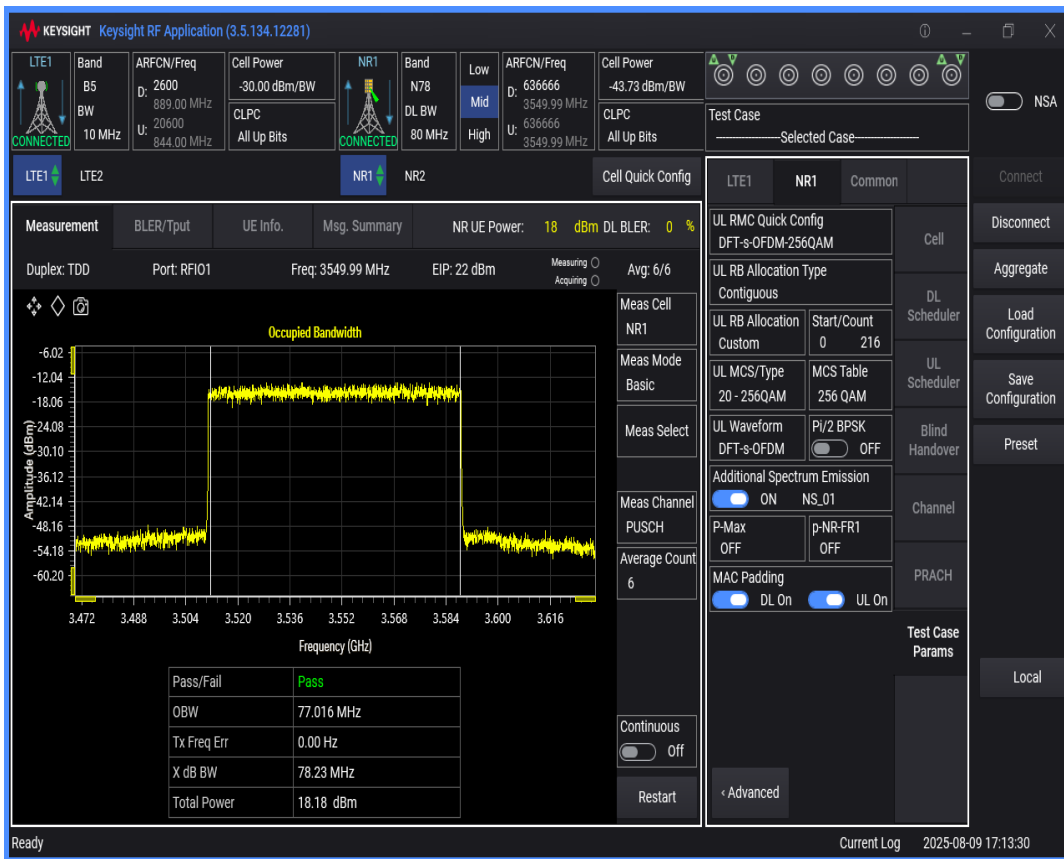 KEYSIGHT Keysight RF Application (3.5.134.12281)
LTE1
CONNECTED
Band
B5
BW
10 MHz
ARFCN/Freq
D: 2600
889.00 MHz
U: 20600
844.00 MHz
Cell Power
-30.00 dBm/BW
CLPC
All Up Bits
NR1
CONNECTED
Band
N78
DL BW
80 MHz
Low
Mid
High
ARFCN/Freq
D: 636666
3549.99 MHz
U: 636666
3549.99 MHz
Cell Power
-43.73 dBm/BW
CLPC
All Up Bits
Test Case
Selected Case
NSA
LTE1 LTE2 NR1 NR2 Cell Quick Config
Measurement BLER/Tput UE Info. Msg. Summary NR UE Power: 18 dBm DL BLER: 0 %
Duplex: TDD Port: RFIO1 Freq: 3549.99 MHz EIP: 22 dBm Measuring Avg: 6/6
Acquiring
Occupied Bandwidth
Amplitude (dBm)
-6.02
-12.04
-18.06
-24.08
-30.10
-36.12
-42.14
-48.16
-54.18
-60.20
3.472 3.488 3.504 3.520 3.536 3.552 3.568 3.584 3.600 3.616
Frequency (GHz)
Pass/Fail Pass
OBW 77.016 MHz
Tx Freq Err 0.00 Hz
X dB BW 78.23 MHz
Total Power 18.18 dBm
Meas Cell
NR1
Meas Mode
Basic
Meas Select
Meas Channel
PUSCH
Average Count
6
Continuous
Off
Restart
LTE1 NR1 Common
UL RMC Quick Config
DFT-s-OFDM-256QAM
UL RB Allocation Type
Contiguous
UL RB Allocation Start/Count
Custom 0 216
UL MCS/Type MCS Table
20 - 256QAM 256 QAM
UL Waveform Pi/2 BPSK
DFT-s-OFDM OFF
Additional Spectrum Emission
ON NS_01
P-Max p-NR-FR1
OFF OFF
MAC Padding
DL On UL On
‹ Advanced
Cell
DL
Scheduler
UL
Scheduler
Blind
Handover
Channel
PRACH
Test Case
Params
Connect
Disconnect
Aggregate
Load
Configuration
Save
Configuration
Preset
Local
Ready Current Log 2025-08-09 17:13:30